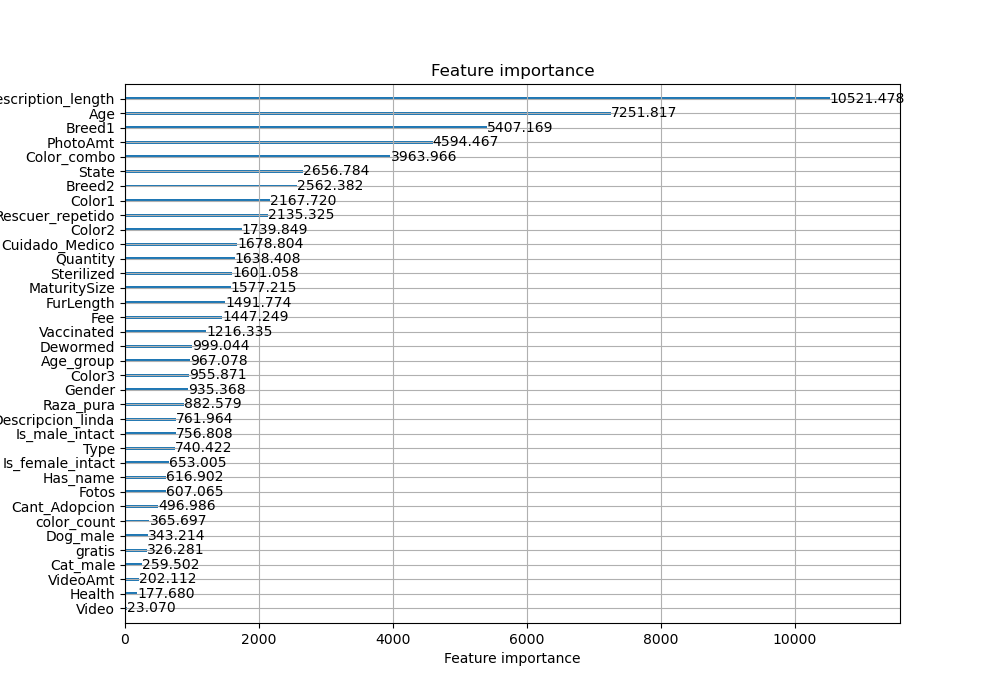 Feature importance
escription_length 10521.478
Age 7251.817
Breed1 5407.169
PhotoAmt 4594.467
Color_combo 3963.966
State 2656.784
Breed2 2562.382
Color1 2167.720
Rescuer_repetido 2135.325
Color2 1739.849
Cuidado_Medico 1678.804
Quantity 1638.408
Sterilized 1601.058
MaturitySize 1577.215
FurLength 1491.774
Fee 1447.249
Vaccinated 1216.335
Dewormed 999.044
Age_group 967.078
Color3 955.871
Gender 935.368
Raza_pura 882.579
Descripcion_linda 761.964
Is_male_intact 756.808
Type 740.422
Is_female_intact 653.005
Has_name 616.902
Fotos 607.065
Cant_Adopcion 496.986
color_count 365.697
Dog_male 343.214
gratis 326.281
Cat_male 259.502
VideoAmt 202.112
Health 177.680
Video 23.070
0 2000 4000 6000 8000 10000
Feature importance